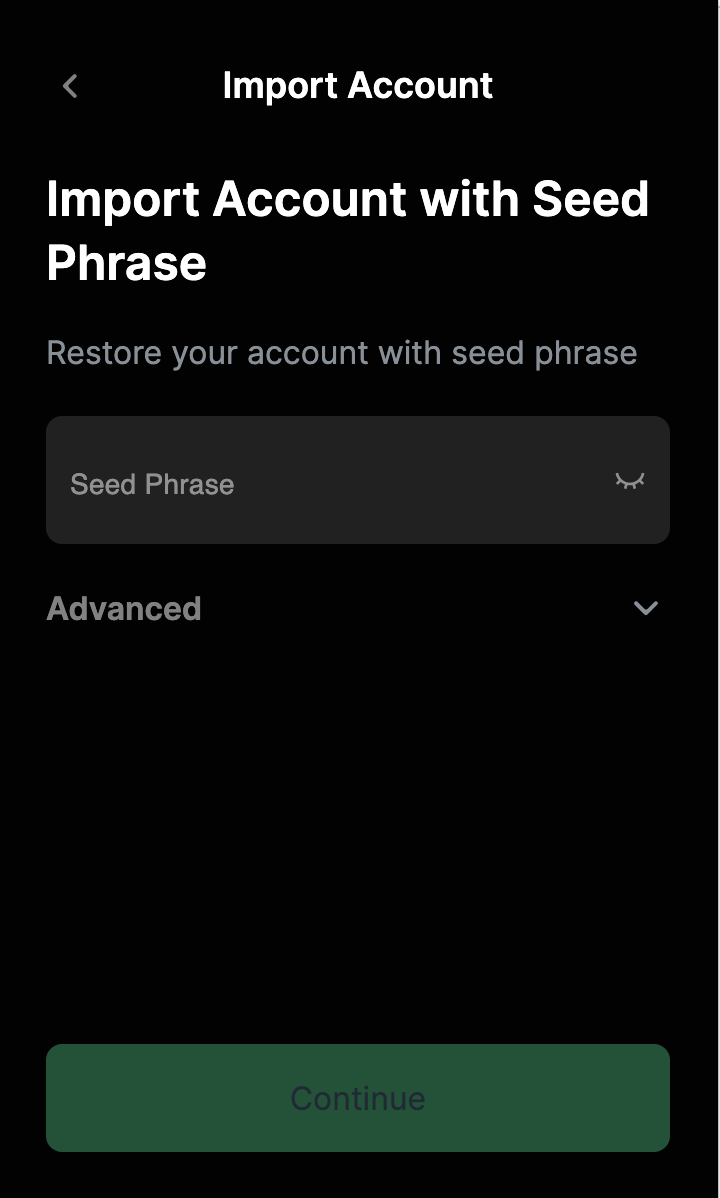 Import Account
Import Account with Seed
Phrase
Restore your account with seed phrase
Seed Phrase
Advanced
Continue